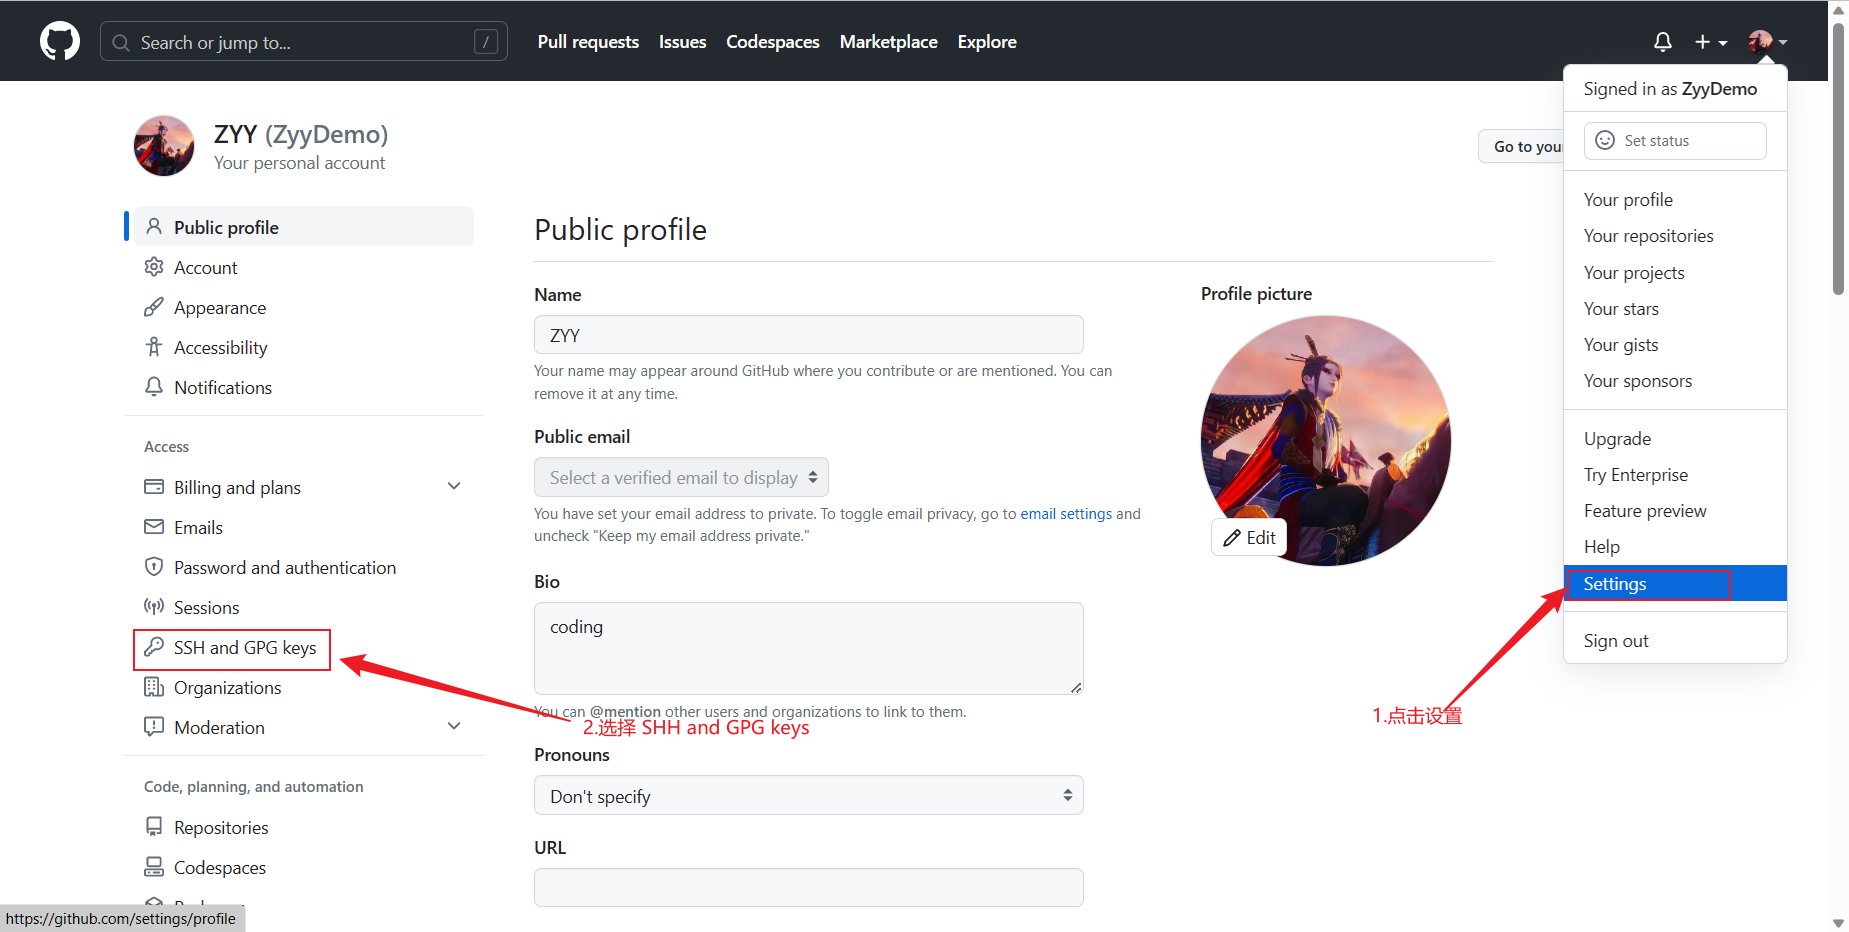 Search or jump to... /
Pull requests Issues Codespaces Marketplace Explore
ZYY (ZyyDemo)
Your personal account
Go to your
Signed in as ZyyDemo
Set status
Your profile
Your repositories
Your projects
Your stars
Your gists
Your sponsors
Upgrade
Try Enterprise
Feature preview
Help
Settings
Sign out
1.点击设置
Public profile
Account
Appearance
Accessibility
Notifications
Access
Billing and plans
Emails
Password and authentication
Sessions
SSH and GPG keys
Organizations
Moderation
Code, planning, and automation
Repositories
Codespaces
Public profile
Name
ZYY
Your name may appear around GitHub where you contribute or are mentioned. You can
remove it at any time.
Public email
Select a verified email to display
You have set your email address to private. To toggle email privacy, go to email settings and
uncheck "Keep my email address private."
Bio
coding
You can @mention other users and organizations to link to them.
2.选择 SHH and GPG keys
Pronouns
Don't specify
URL
Profile picture
Edit
https://github.com/settings/profile